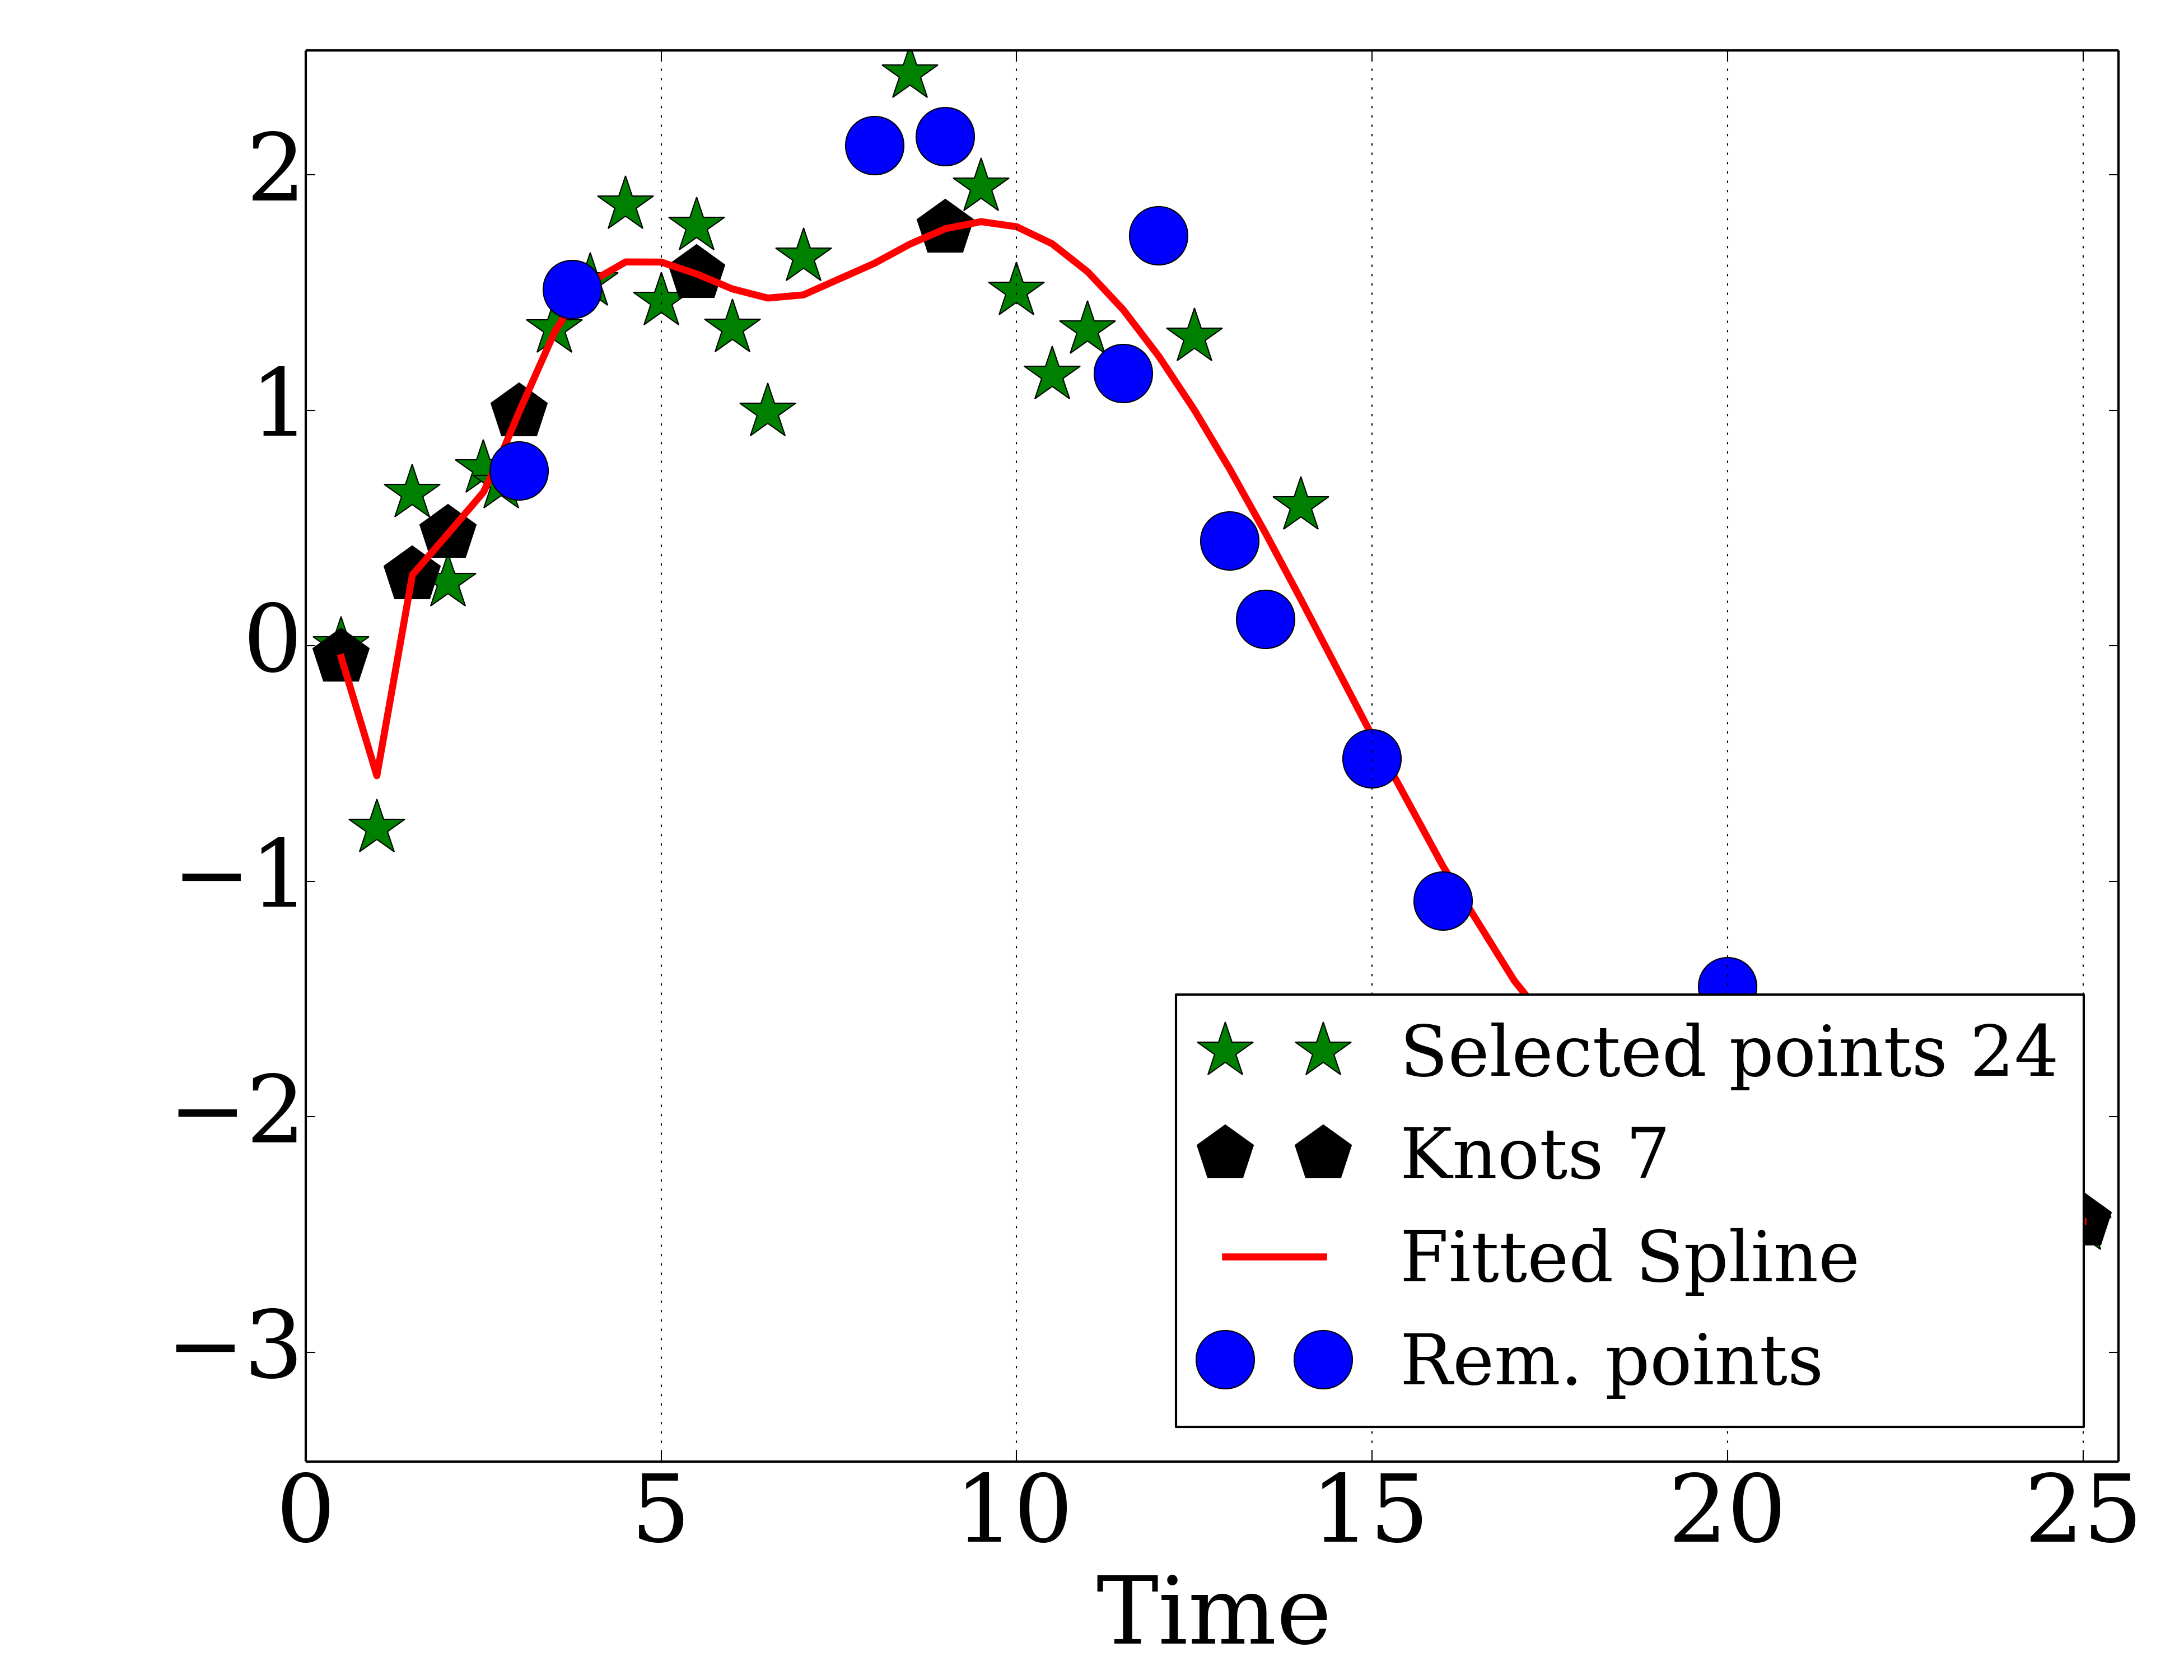 2
1
0
−1
−2
−3
Selected points 24
Knots 7
Fitted Spline
Rem. points
0 5 10 15 20 25
Time